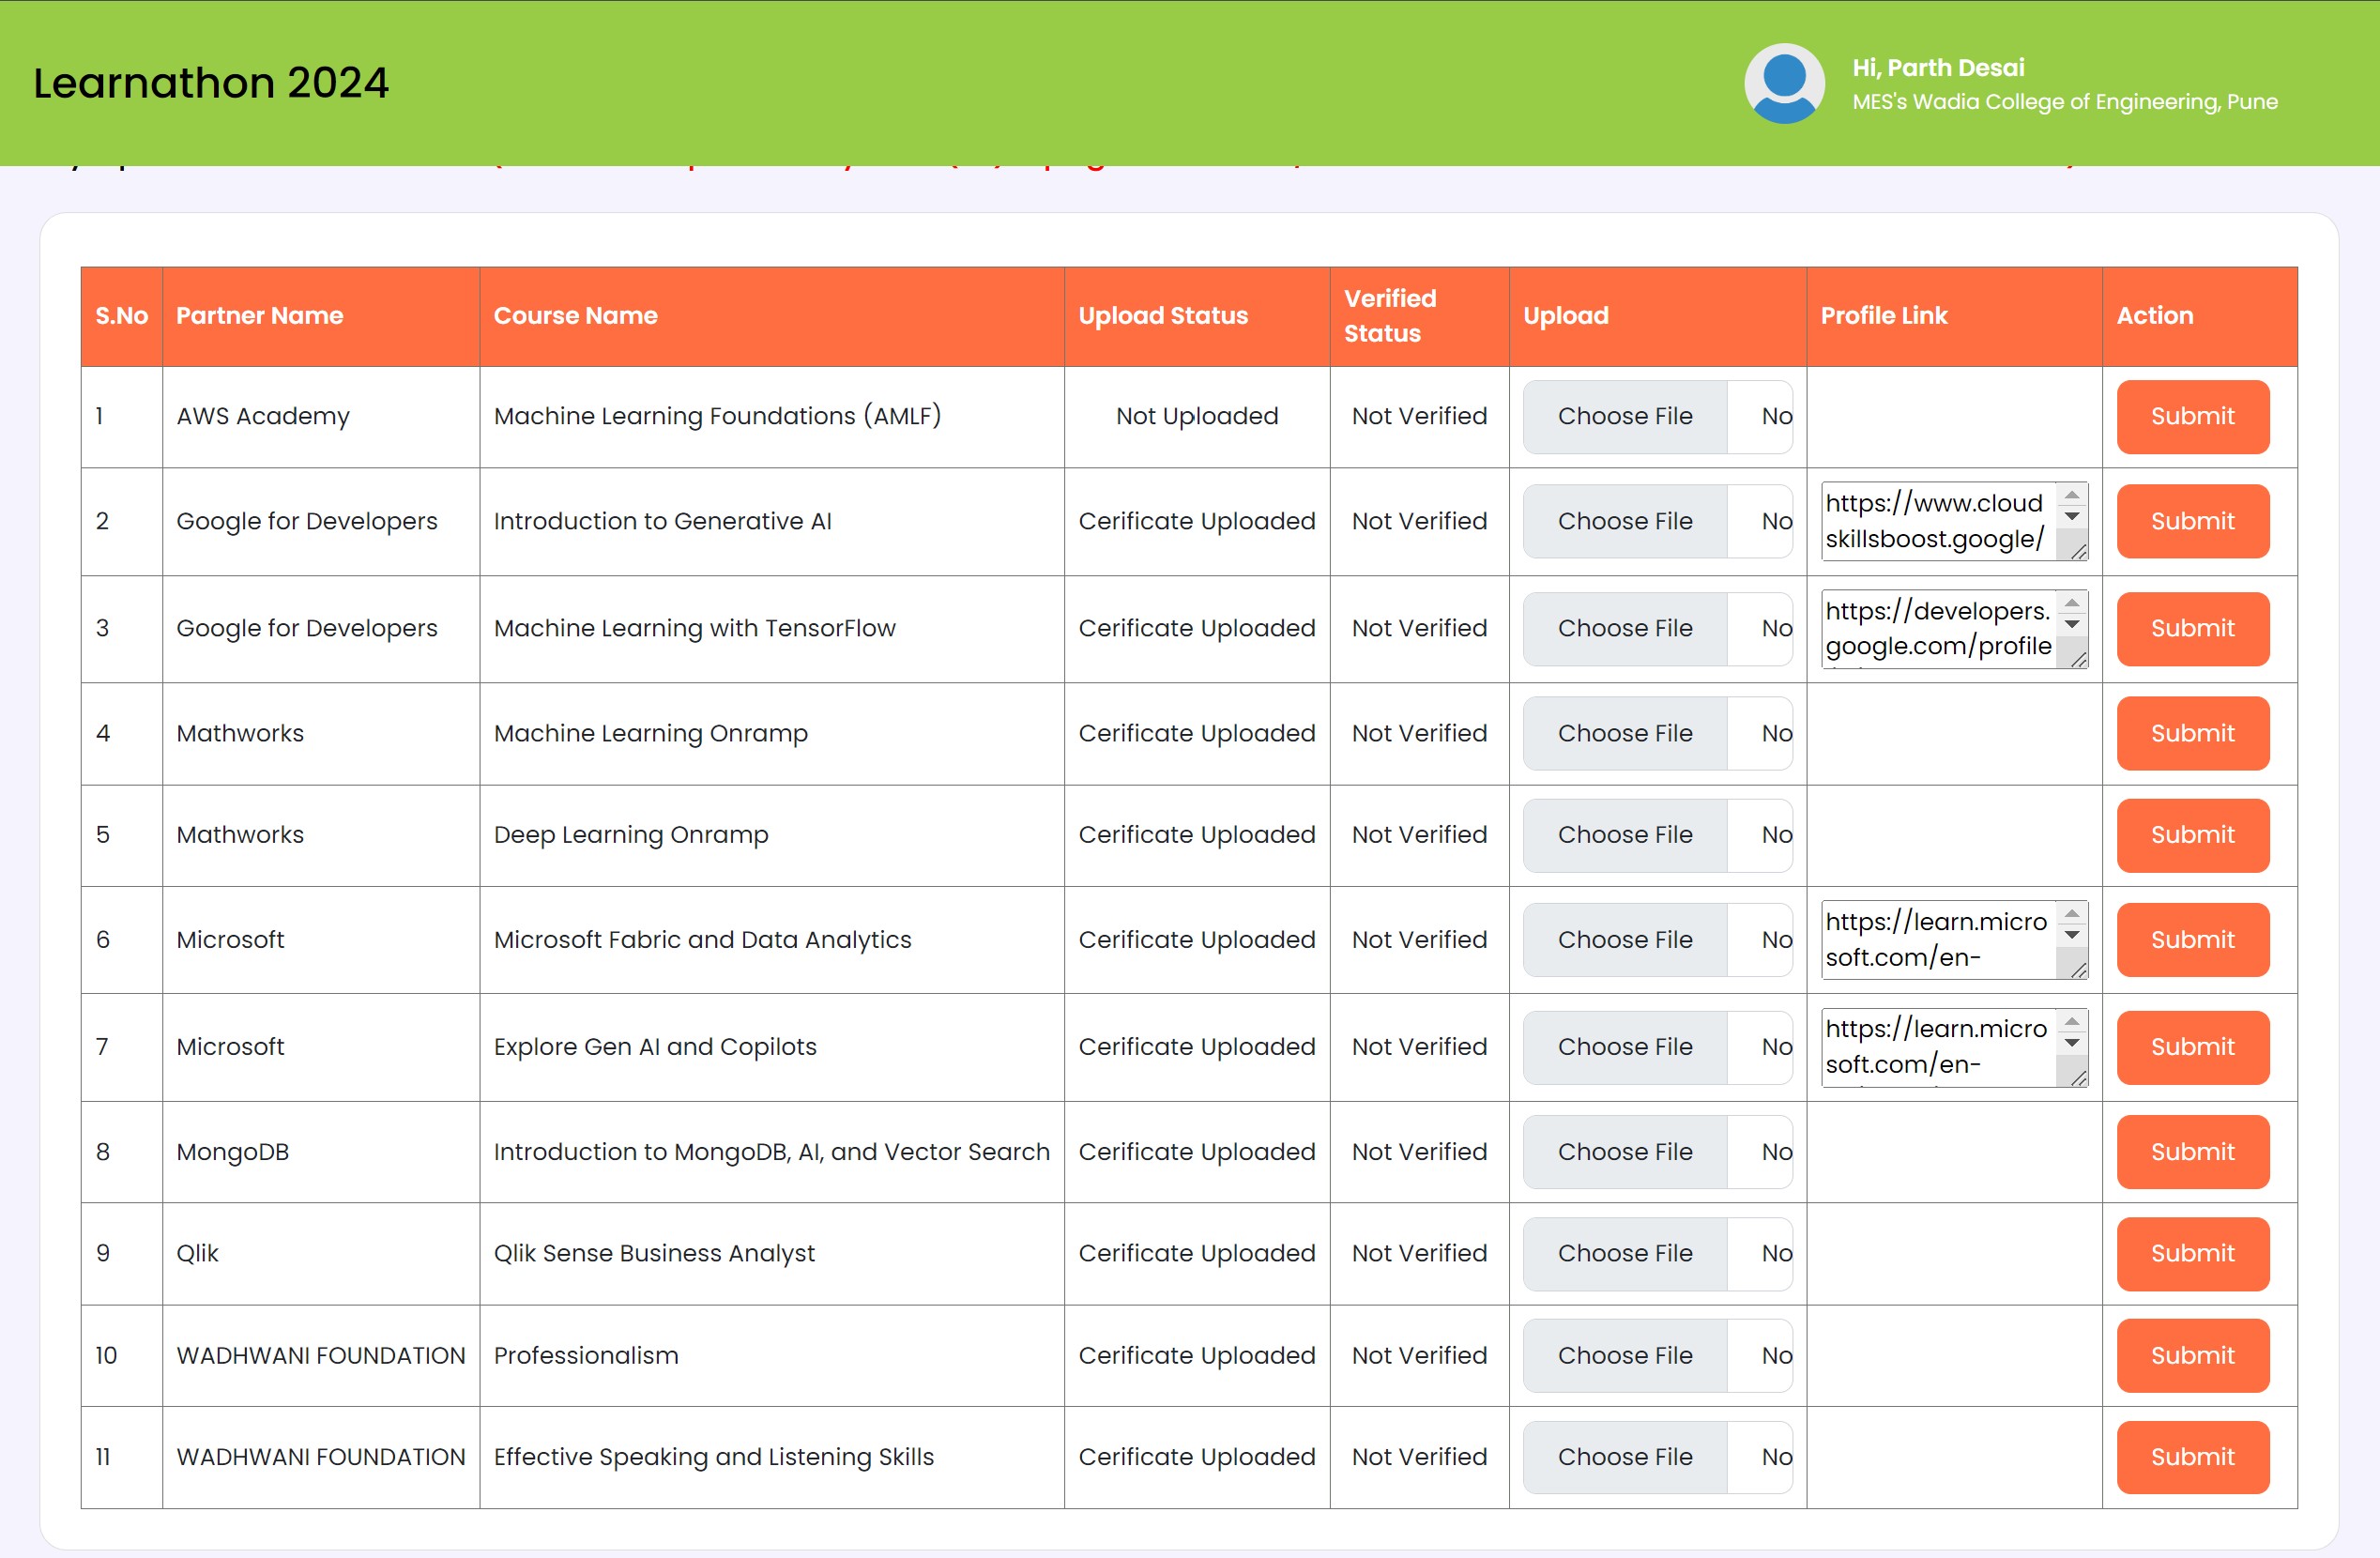 Learnathon 2024
Hi, Parth Desai
MES's Wadia College of Engineering, Pune
S.No Partner Name Course Name Upload Status Verified Status Upload Profile Link Action
1 AWS Academy Machine Learning Foundations (AMLF) Not Uploaded Not Verified Choose File No Submit
2 Google for Developers Introduction to Generative AI Cerificate Uploaded Not Verified Choose File No https://www.cloud skillsboost.google/ Submit
3 Google for Developers Machine Learning with TensorFlow Cerificate Uploaded Not Verified Choose File No https://developers. google.com/profile Submit
4 Mathworks Machine Learning Onramp Cerificate Uploaded Not Verified Choose File No Submit
5 Mathworks Deep Learning Onramp Cerificate Uploaded Not Verified Choose File No Submit
6 Microsoft Microsoft Fabric and Data Analytics Cerificate Uploaded Not Verified Choose File No https://learn.micro soft.com/en- Submit
7 Microsoft Explore Gen AI and Copilots Cerificate Uploaded Not Verified Choose File No https://learn.micro soft.com/en- Submit
8 MongoDB Introduction to MongoDB, AI, and Vector Search Cerificate Uploaded Not Verified Choose File No Submit
9 Qlik Qlik Sense Business Analyst Cerificate Uploaded Not Verified Choose File No Submit
10 WADHWANI FOUNDATION Professionalism Cerificate Uploaded Not Verified Choose File No Submit
11 WADHWANI FOUNDATION Effective Speaking and Listening Skills Cerificate Uploaded Not Verified Choose File No Submit